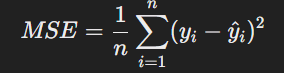 MSE = \frac{1}{n} \sum_{i=1}^{n} (y_i - \hat{y}_i)^2